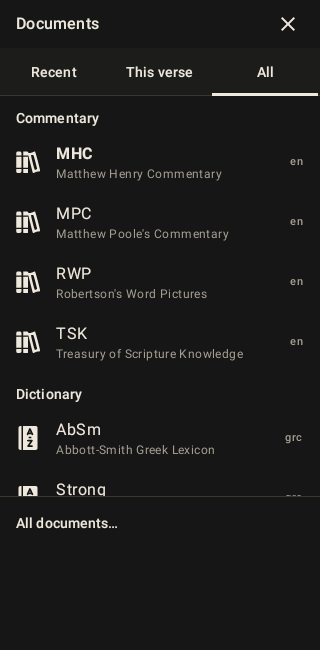 Documents
Recent
This verse
All
Commentary
MHC
Matthew Henry Commentary
en
MPC
Matthew Poole's Commentary
en
RWP
Robertson's Word Pictures
en
TSK
Treasury of Scripture Knowledge
en
Dictionary
AbSm
Abbott-Smith Greek Lexicon
grc
Strong
All documents...